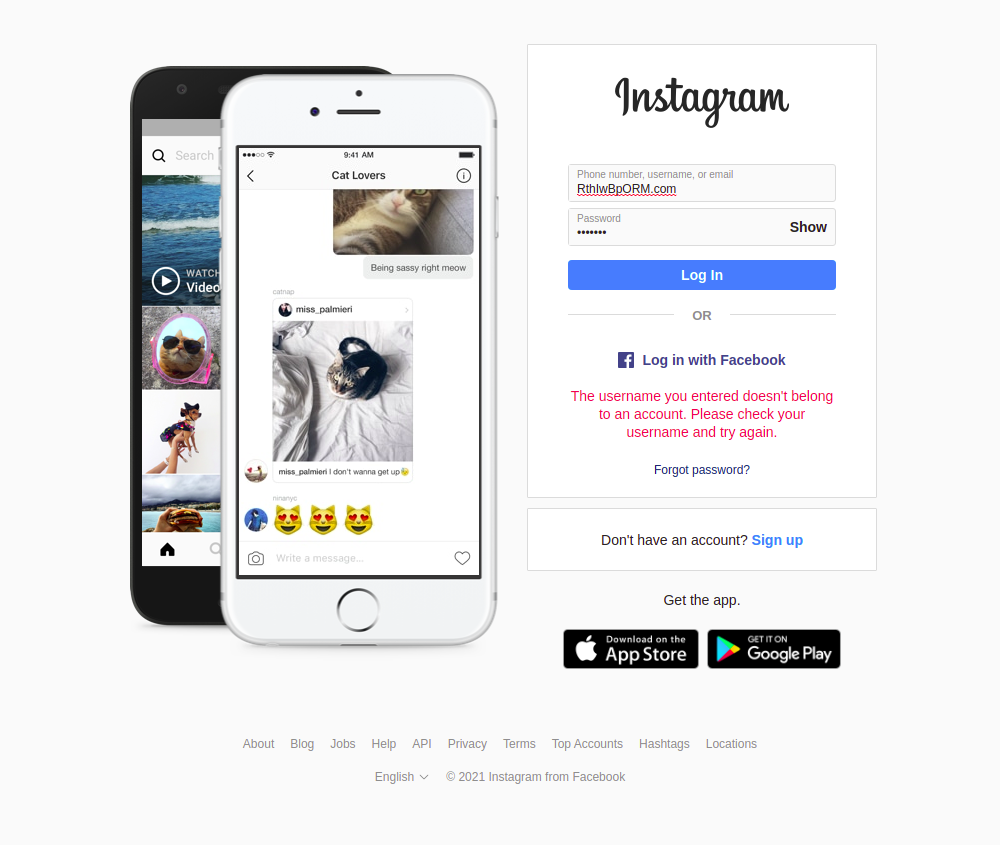 Instagram
Phone number, username, or email
RthIwBpORM.com
Password
•••••••
Show
Log In
OR
Log in with Facebook
The username you entered doesn't belong
to an account. Please check your
username and try again.
Forgot password?
Don't have an account? Sign up
Get the app.
Download on the
App Store
GET IT ON
Google Play
Search
WATCH
Video
9:41 AM
Cat Lovers
Being sassy right meow
catnap
miss_palmieri
miss_palmieri I don't wanna get up😪
Write a message...
About Blog Jobs Help API Privacy Terms Top Accounts Hashtags Locations
English © 2021 Instagram from Facebook